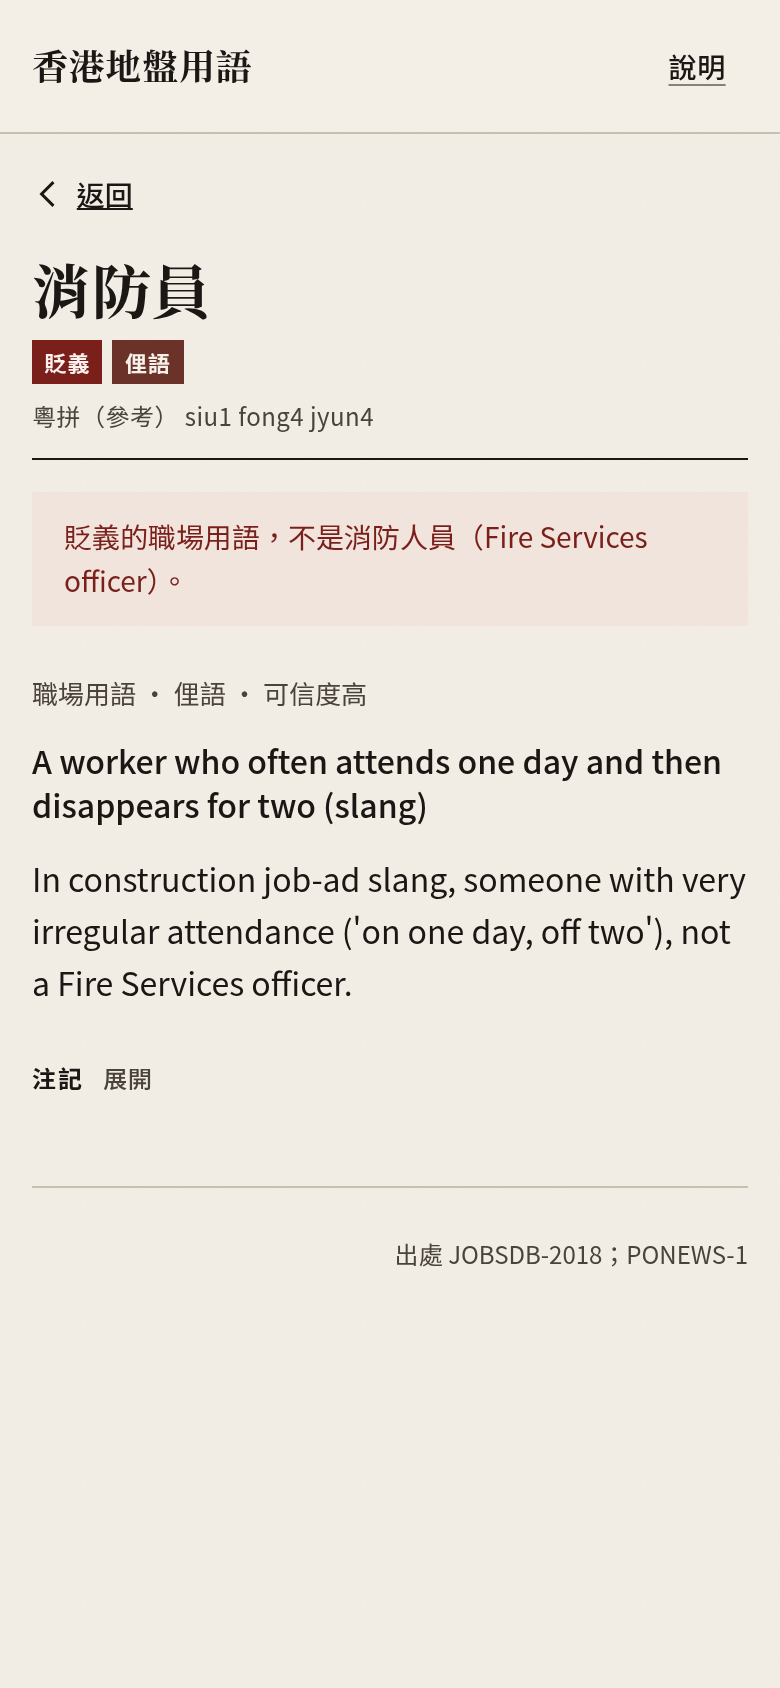 香港地盤用語
說明
返回
消防員
貶義 俚語
粵拼（參考） siu1 fong4 jyun4
貶義的職場用語，不是消防人員（Fire Services
officer）。
職場用語 · 俚語 · 可信度高
A worker who often attends one day and then
disappears for two (slang)
In construction job-ad slang, someone with very
irregular attendance ('on one day, off two'), not
a Fire Services officer.
注記 展開
出處 JOBSDB-2018；PONEWS-1